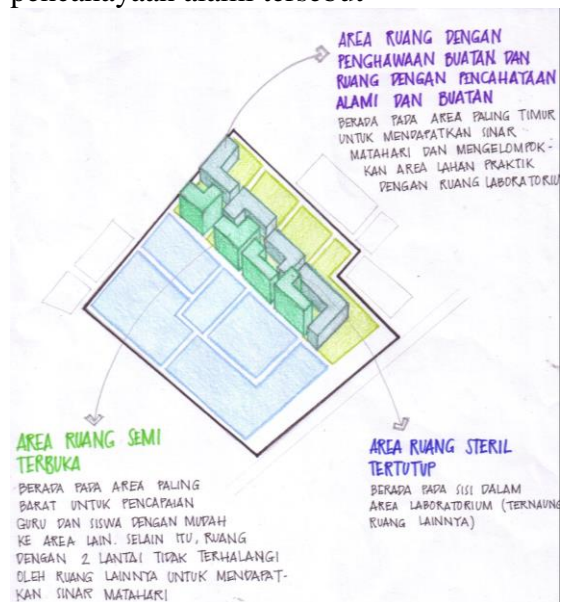 AREA RUANG DENGAN
PENGHAWAAN BUATAN DAN
RUANG DENGAN PENCAHAYAAN
ALAMI DAN BUATAN
BERADA PADA AREA PALING TIMUR
UNTUK MENDAPATKAN SINAR
MATAHARI DAN MENGELOMPOK-
KAN AREA LAHAN PRAKTIK
DENGAN RUANG LABORATORIU
AREA RUANG SEMI
TERBUKA
BERADA PADA AREA PALING
BARAT UNTUK PENCAPAIAN
GURU DAN SISWA DENGAN MUDAH
KE AREA LAIN. SELAIN ITU, RUANG
DENGAN 2 LANTAI TIDAK TERHALANGI
OLEH RUANG LAINNYA UNTUK MENDAPAT-
KAN SINAR MATAHARI
AREA RUANG STERIL
TERTUTUP
BERADA PADA SISI DALAM
AREA LABORATORIUM (TERNAUNG
RUANG LAINNYA)